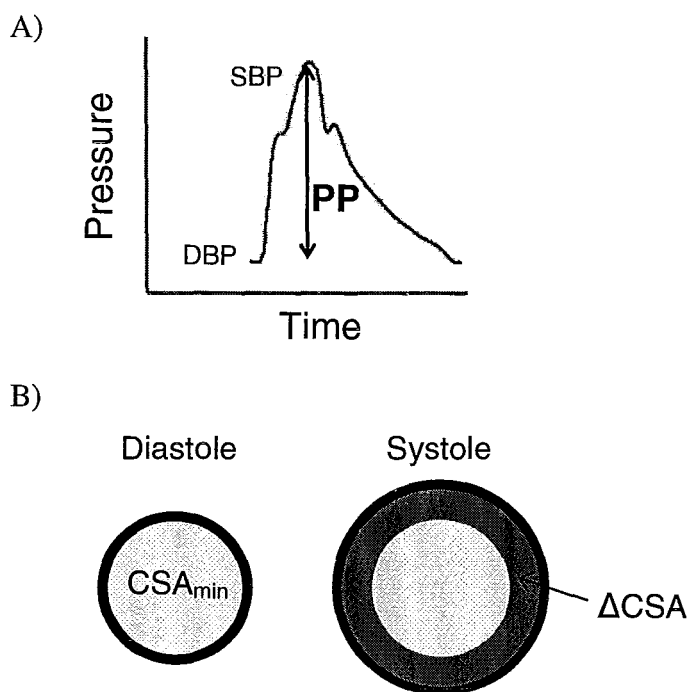 A)
SBP
Pressure
PP
DBP
Time
B)
Diastole
Systole
CSAmin
ΔCSA